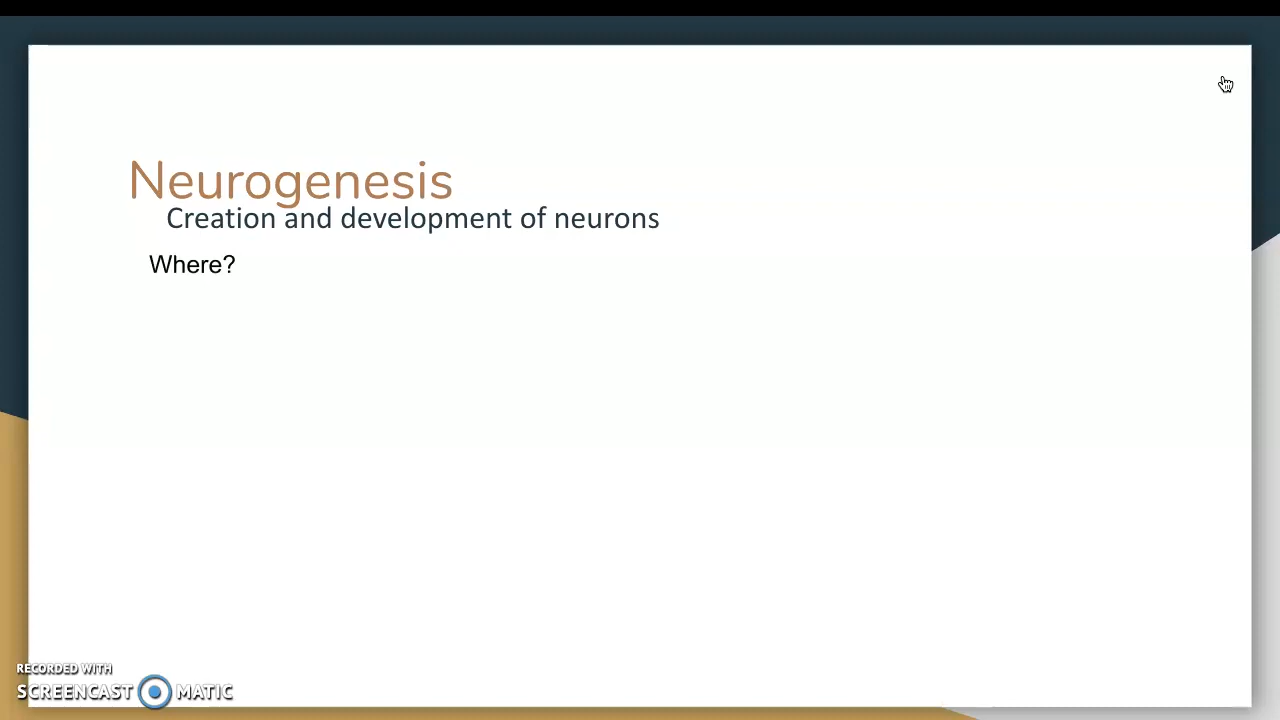 Neurogenesis
Creation and development of neurons
Where?
RECORDED WITH
SCREENCAST MATIC